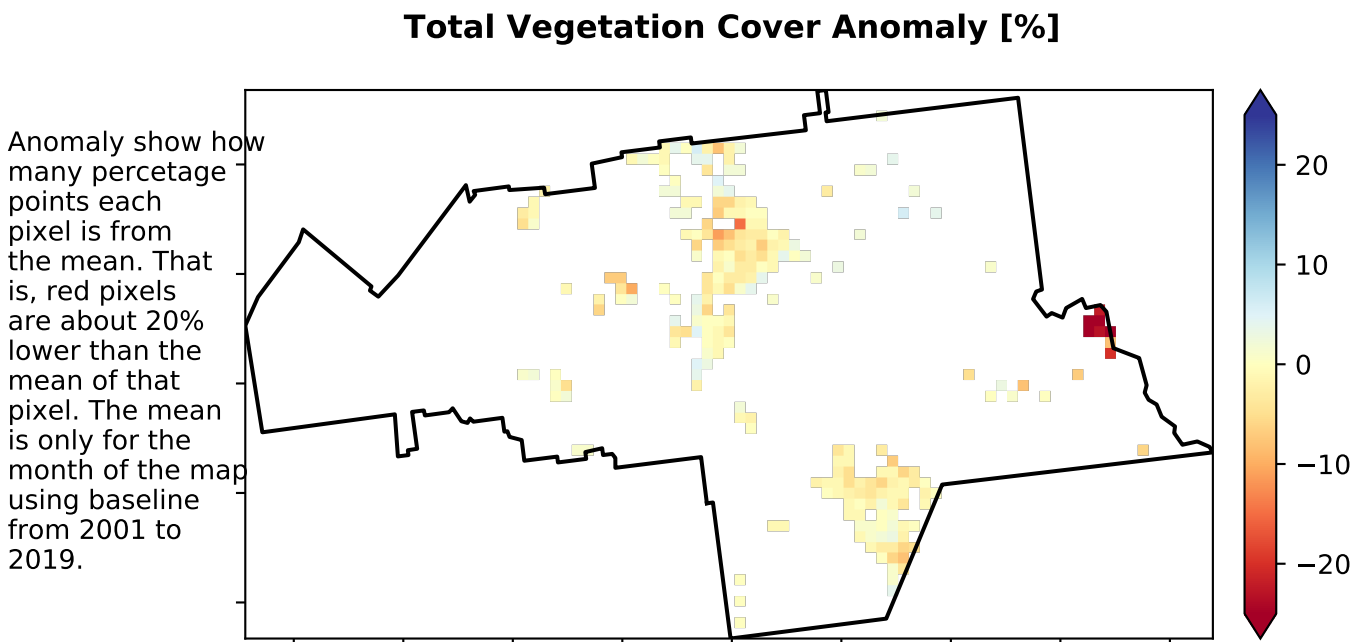 Total Vegetation Cover Anomaly [%]
Anomaly show how
many percetage
points each
pixel is from
the mean. That
is, red pixels
are about 20%
lower than the
mean of that
pixel. The mean
is only for the
month of the map
using baseline
from 2001 to
2019.
20
10
0
−10
−20